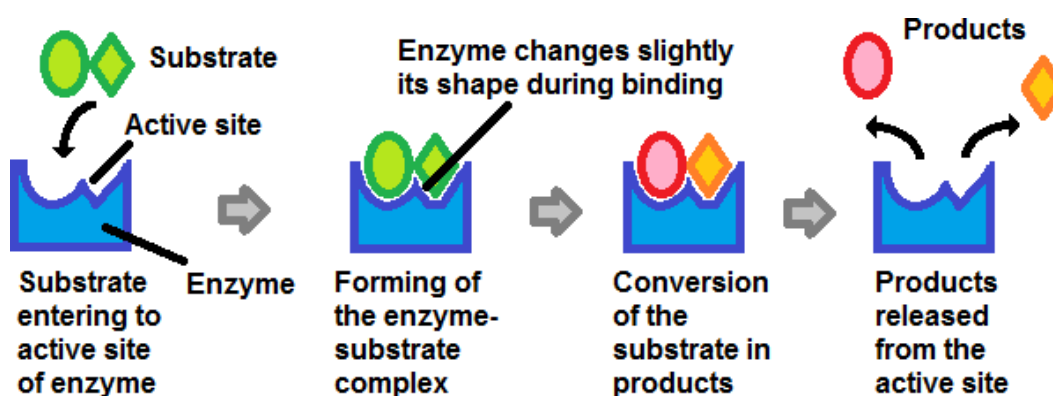 Substrate
Active site
Enzyme
Substrate
entering to
active site
of enzyme
Enzyme changes slightly
its shape during binding
Forming of
the enzyme-
substrate
complex
Conversion
of the
substrate in
products
Products
Products
released
from the
active site